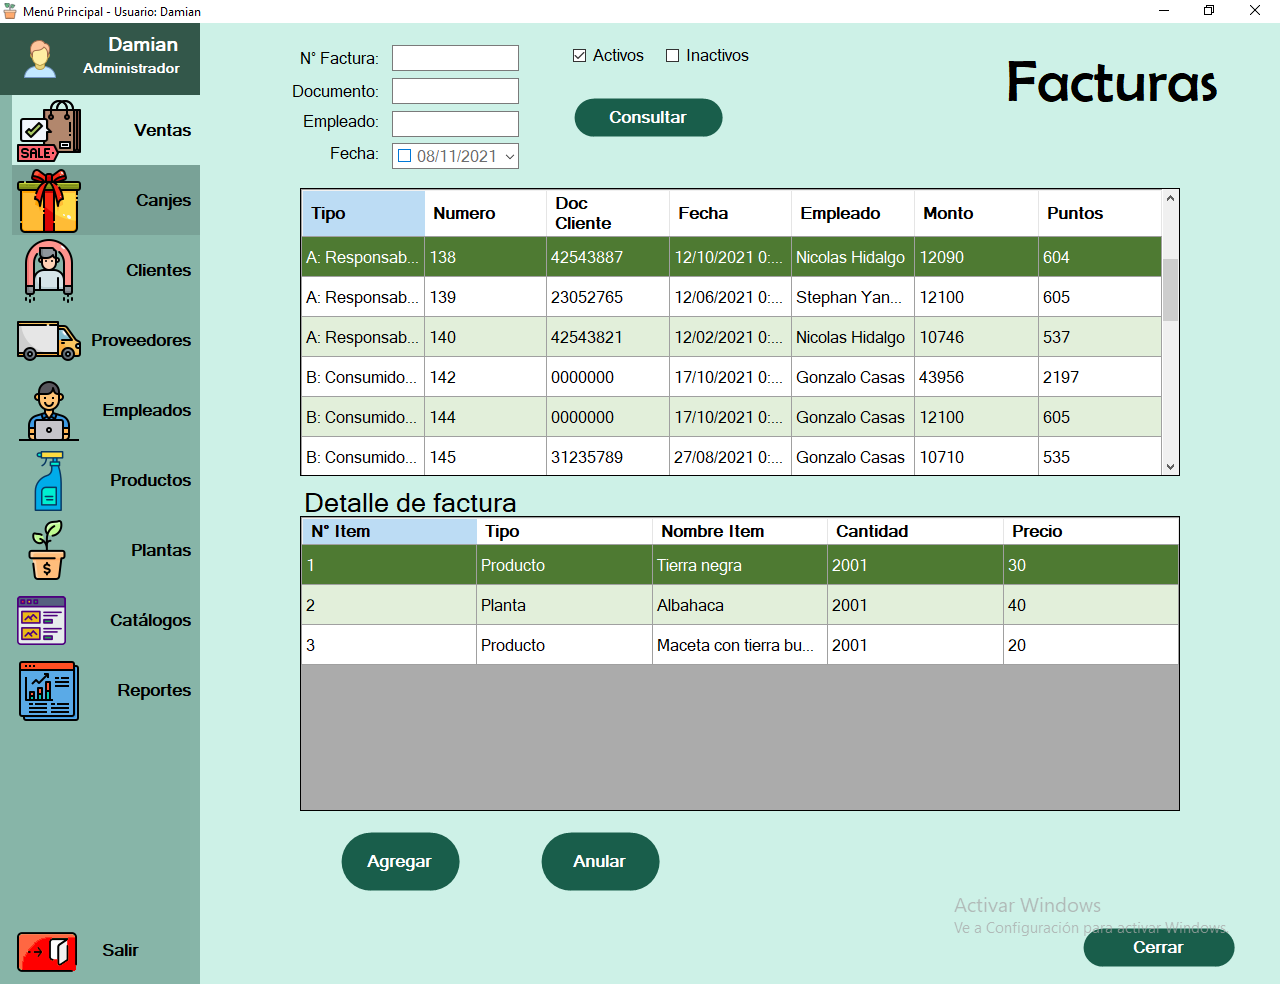 Menú Principal - Usuario: Damian
Damian
Administrador
Ventas
SALE
Canjes
Clientes
Proveedores
Empleados
Productos
Plantas
Catálogos
Reportes
Salir
N° Factura:
Documento:
Empleado:
Fecha: 08/11/2021
Activos Inactivos
Consultar
Facturas
Tipo Numero Doc Cliente Fecha Empleado Monto Puntos
A: Responsab... 138 42543887 12/10/2021 0:... Nicolas Hidalgo 12090 604
A: Responsab... 139 23052765 12/06/2021 0:... Stephan Yan... 12100 605
A: Responsab... 140 42543821 12/02/2021 0:... Nicolas Hidalgo 10746 537
B: Consumido... 142 0000000 17/10/2021 0:... Gonzalo Casas 43956 2197
B: Consumido... 144 0000000 17/10/2021 0:... Gonzalo Casas 12100 605
B: Consumido... 145 31235789 27/08/2021 0:... Gonzalo Casas 10710 535
Detalle de factura
N° Item Tipo Nombre Item Cantidad Precio
1 Producto Tierra negra 2001 30
2 Planta Albahaca 2001 40
3 Producto Maceta con tierra bu... 2001 20
Agregar
Anular
Activar Windows
Ve a Configuración para activar Windows.
Cerrar